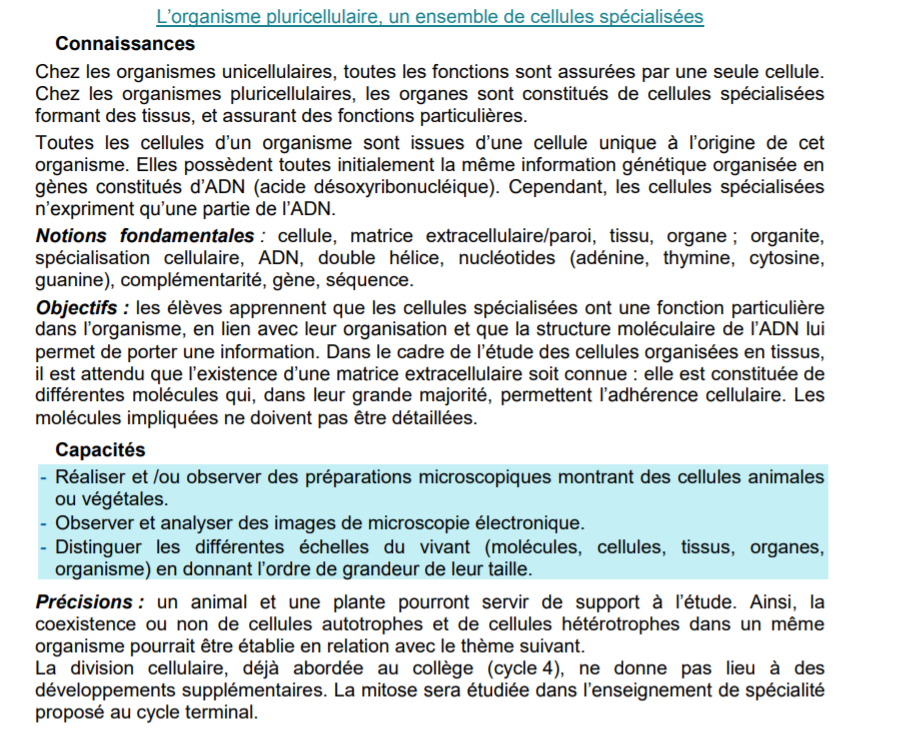 L'organisme pluricellulaire, un ensemble de cellules spécialisées
Connaissances
Chez les organismes unicellulaires, toutes les fonctions sont assurées par une seule cellule.
Chez les organismes pluricellulaires, les organes sont constitués de cellules spécialisées
formant des tissus, et assurant des fonctions particulières.
Toutes les cellules d'un organisme sont issues d'une cellule unique à l'origine de cet
organisme. Elles possèdent toutes initialement la même information génétique organisée en
gènes constitués d'ADN (acide désoxyribonucléique). Cependant, les cellules spécialisées
n'expriment qu'une partie de l'ADN.
Notions fondamentales : cellule, matrice extracellulaire/paroi, tissu, organe ; organite,
spécialisation cellulaire, ADN, double hélice, nucléotides (adénine, thymine, cytosine,
guanine), complémentarité, gène, séquence.
Objectifs : les élèves apprennent que les cellules spécialisées ont une fonction particulière
dans l'organisme, en lien avec leur organisation et que la structure moléculaire de l'ADN lui
permet de porter une information. Dans le cadre de l'étude des cellules organisées en tissus,
il est attendu que l'existence d'une matrice extracellulaire soit connue : elle est constituée de
différentes molécules qui, dans leur grande majorité, permettent l'adhérence cellulaire. Les
molécules impliquées ne doivent pas être détaillées.
Capacités
- Réaliser et /ou observer des préparations microscopiques montrant des cellules animales
ou végétales.
- Observer et analyser des images de microscopie électronique.
- Distinguer les différentes échelles du vivant (molécules, cellules, tissus, organes,
organisme) en donnant l'ordre de grandeur de leur taille.
Précisions : un animal et une plante pourront servir de support à l'étude. Ainsi, la
coexistence ou non de cellules autotrophes et de cellules hétérotrophes dans un même
organisme pourrait être établie en relation avec le thème suivant.
La division cellulaire, déjà abordée au collège (cycle 4), ne donne pas lieu à des
développements supplémentaires. La mitose sera étudiée dans l'enseignement de spécialité
proposé au cycle terminal.